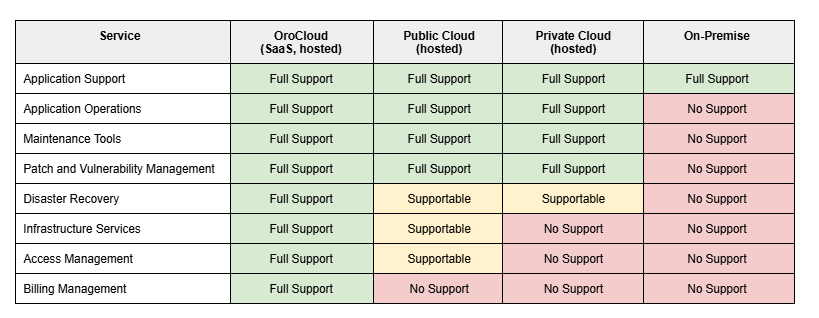 Service OroCloud (SaaS, hosted) Public Cloud (hosted) Private Cloud (hosted) On-Premise
Application Support Full Support Full Support Full Support Full Support
Application Operations Full Support Full Support Full Support No Support
Maintenance Tools Full Support Full Support Full Support No Support
Patch and Vulnerability Management Full Support Full Support Full Support No Support
Disaster Recovery Full Support Supportable Supportable No Support
Infrastructure Services Full Support Supportable No Support No Support
Access Management Full Support Supportable No Support No Support
Billing Management Full Support No Support No Support No Support